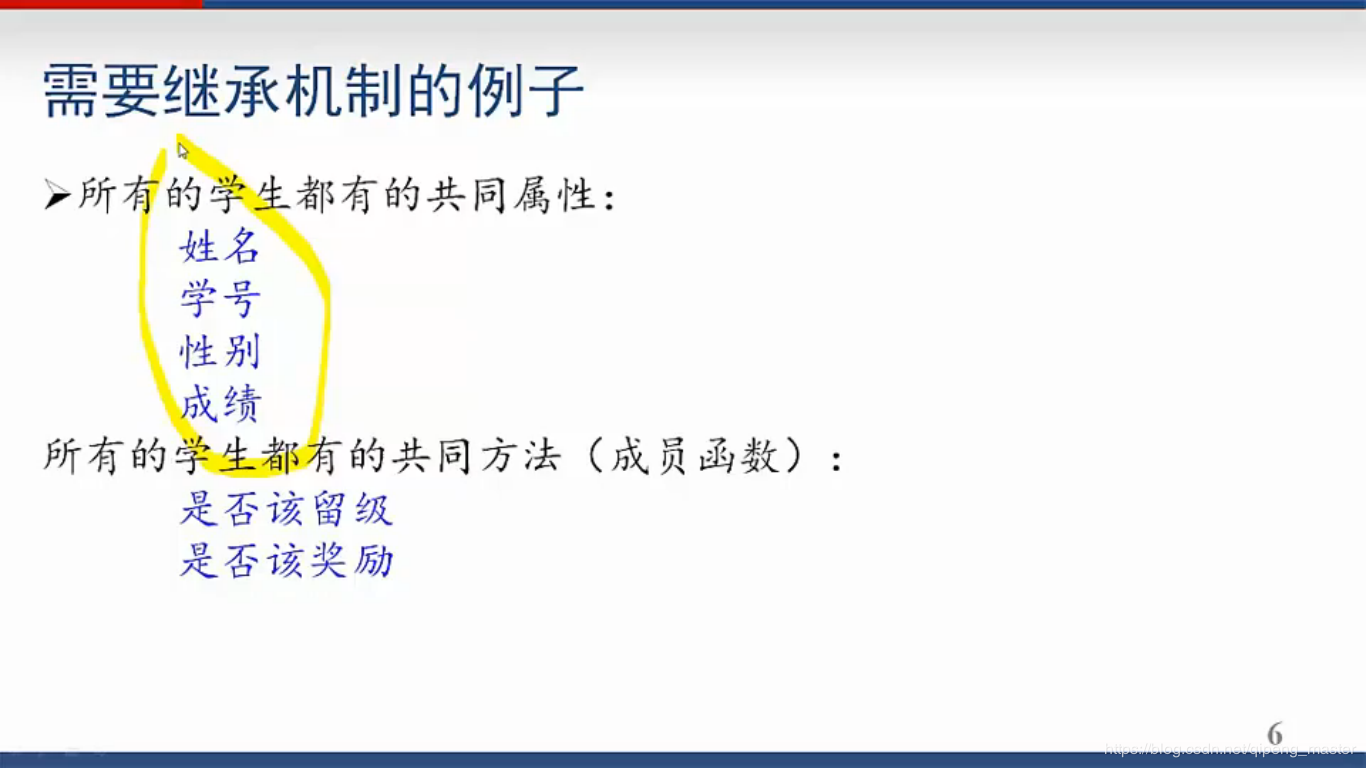 需要继承机制的例子
➢所有的学生都有的共同属性：
姓名
学号
性别
成绩
所有的学生都有的共同方法（成员函数）：
是否该留级
是否该奖励
6
https://blog.csdn.net/qipeng_master